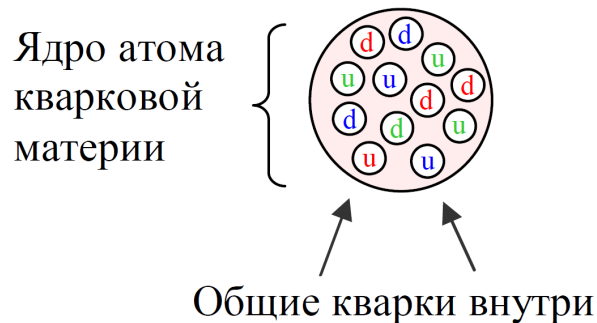 Ядро атома
кварковой
материи
d d u
u u d d
d d u
u u
Общие кварки внутри